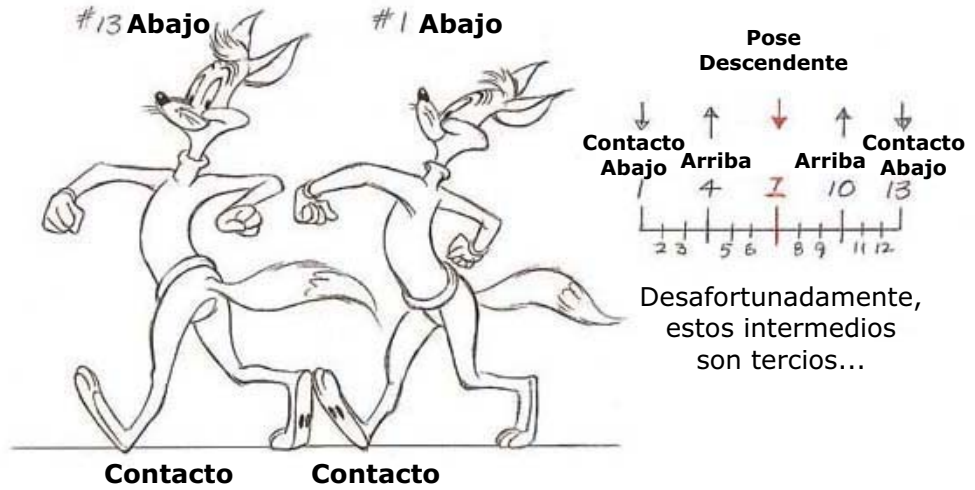 #13 Abajo
#1 Abajo
Pose
Descendente
Contacto
Abajo
Arriba
Arriba
Contacto
Abajo
1 4 7 10 13
2 3 5 6 8 9 11 12
Desafortunadamente,
estos intermedios
son tercios...
Contacto
Contacto